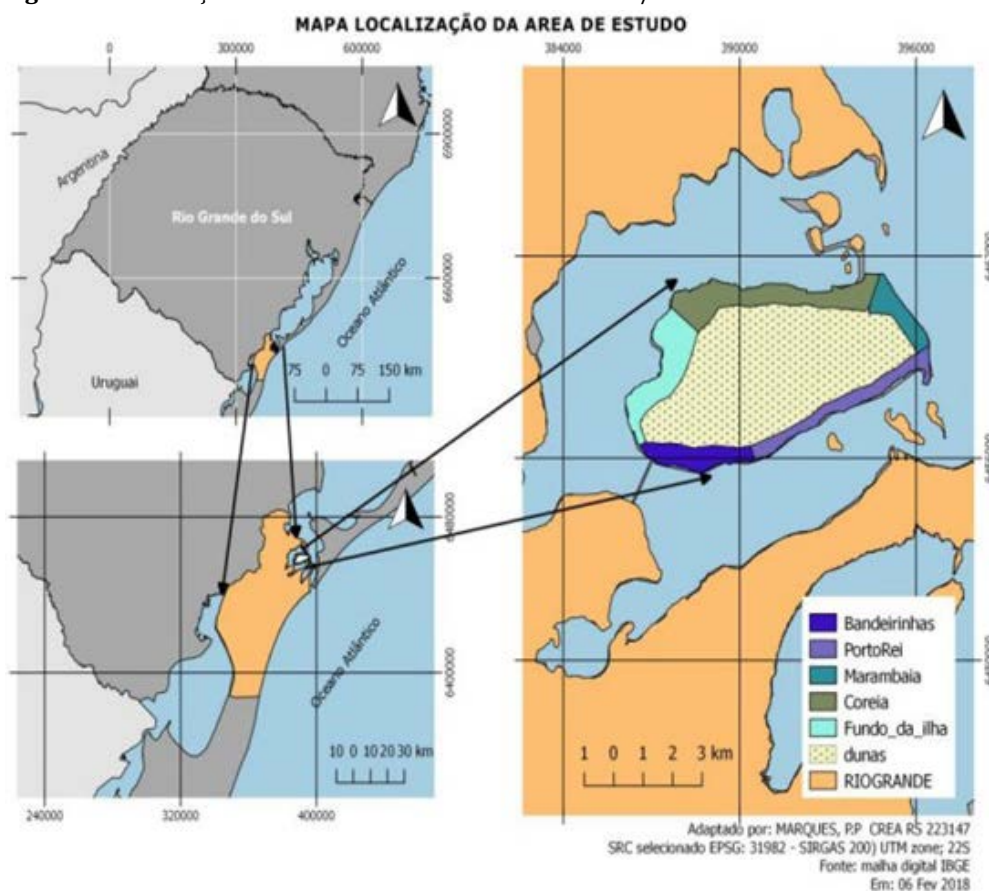 MAPA LOCALIZAÇÃO DA AREA DE ESTUDO
0 300000 600000
6900000
6600000
Argentina
Rio Grande do Sul
Oceano Atlântico
Uruguai
75 0 75 150 km
384000 390000 396000
1 0 1 2 3 km
Bandeirinhas
PortoRei
Marambaia
Coreia
Fundo_da_ilha
dunas
RIOGRANDE
6480000
6400000
Oceano Atlântico
10 0 10 20 30 km
240000 320000 400000
Adaptado por: MARQUES, P.P CREA RS 223147
SRC selecionado EPSG: 31982 - SIRGAS 200) UTM zone; 22S
Fonte: malha digital IBGE
Em: 06 Fev 2018